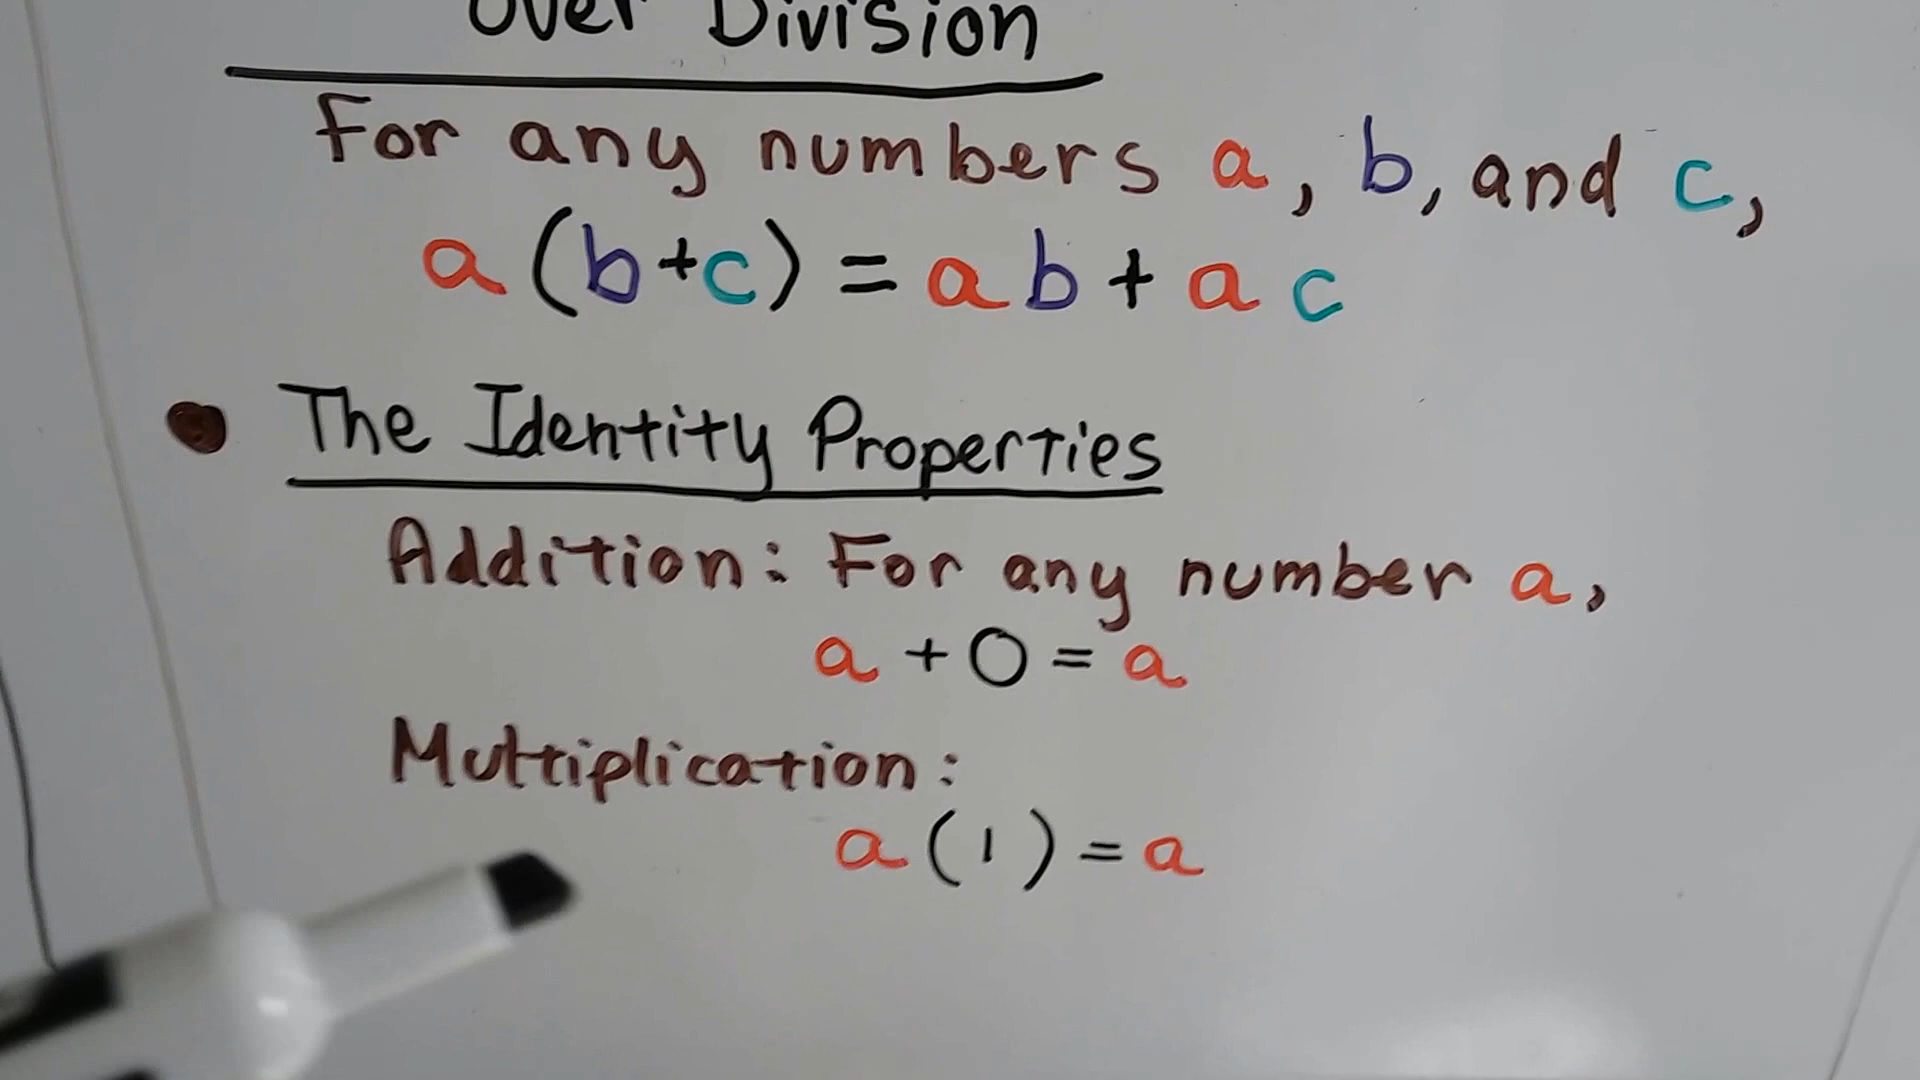 Over Division
For any numbers a, b, and c,
a(b+c) = ab + ac
The Identity Properties
Addition: For any number a,
a + 0 = a
Multiplication:
a(1) = a